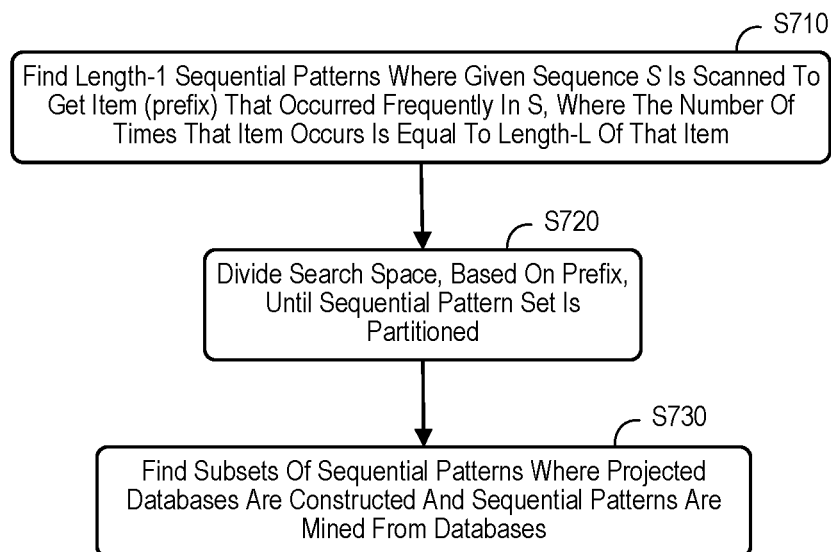 S710
Find Length-1 Sequential Patterns Where Given Sequence S Is Scanned To
Get Item (prefix) That Occurred Frequently In S, Where The Number Of
Times That Item Occurs Is Equal To Length-L Of That Item
S720
Divide Search Space, Based On Prefix,
Until Sequential Pattern Set Is
Partitioned
S730
Find Subsets Of Sequential Patterns Where Projected
Databases Are Constructed And Sequential Patterns Are
Mined From Databases